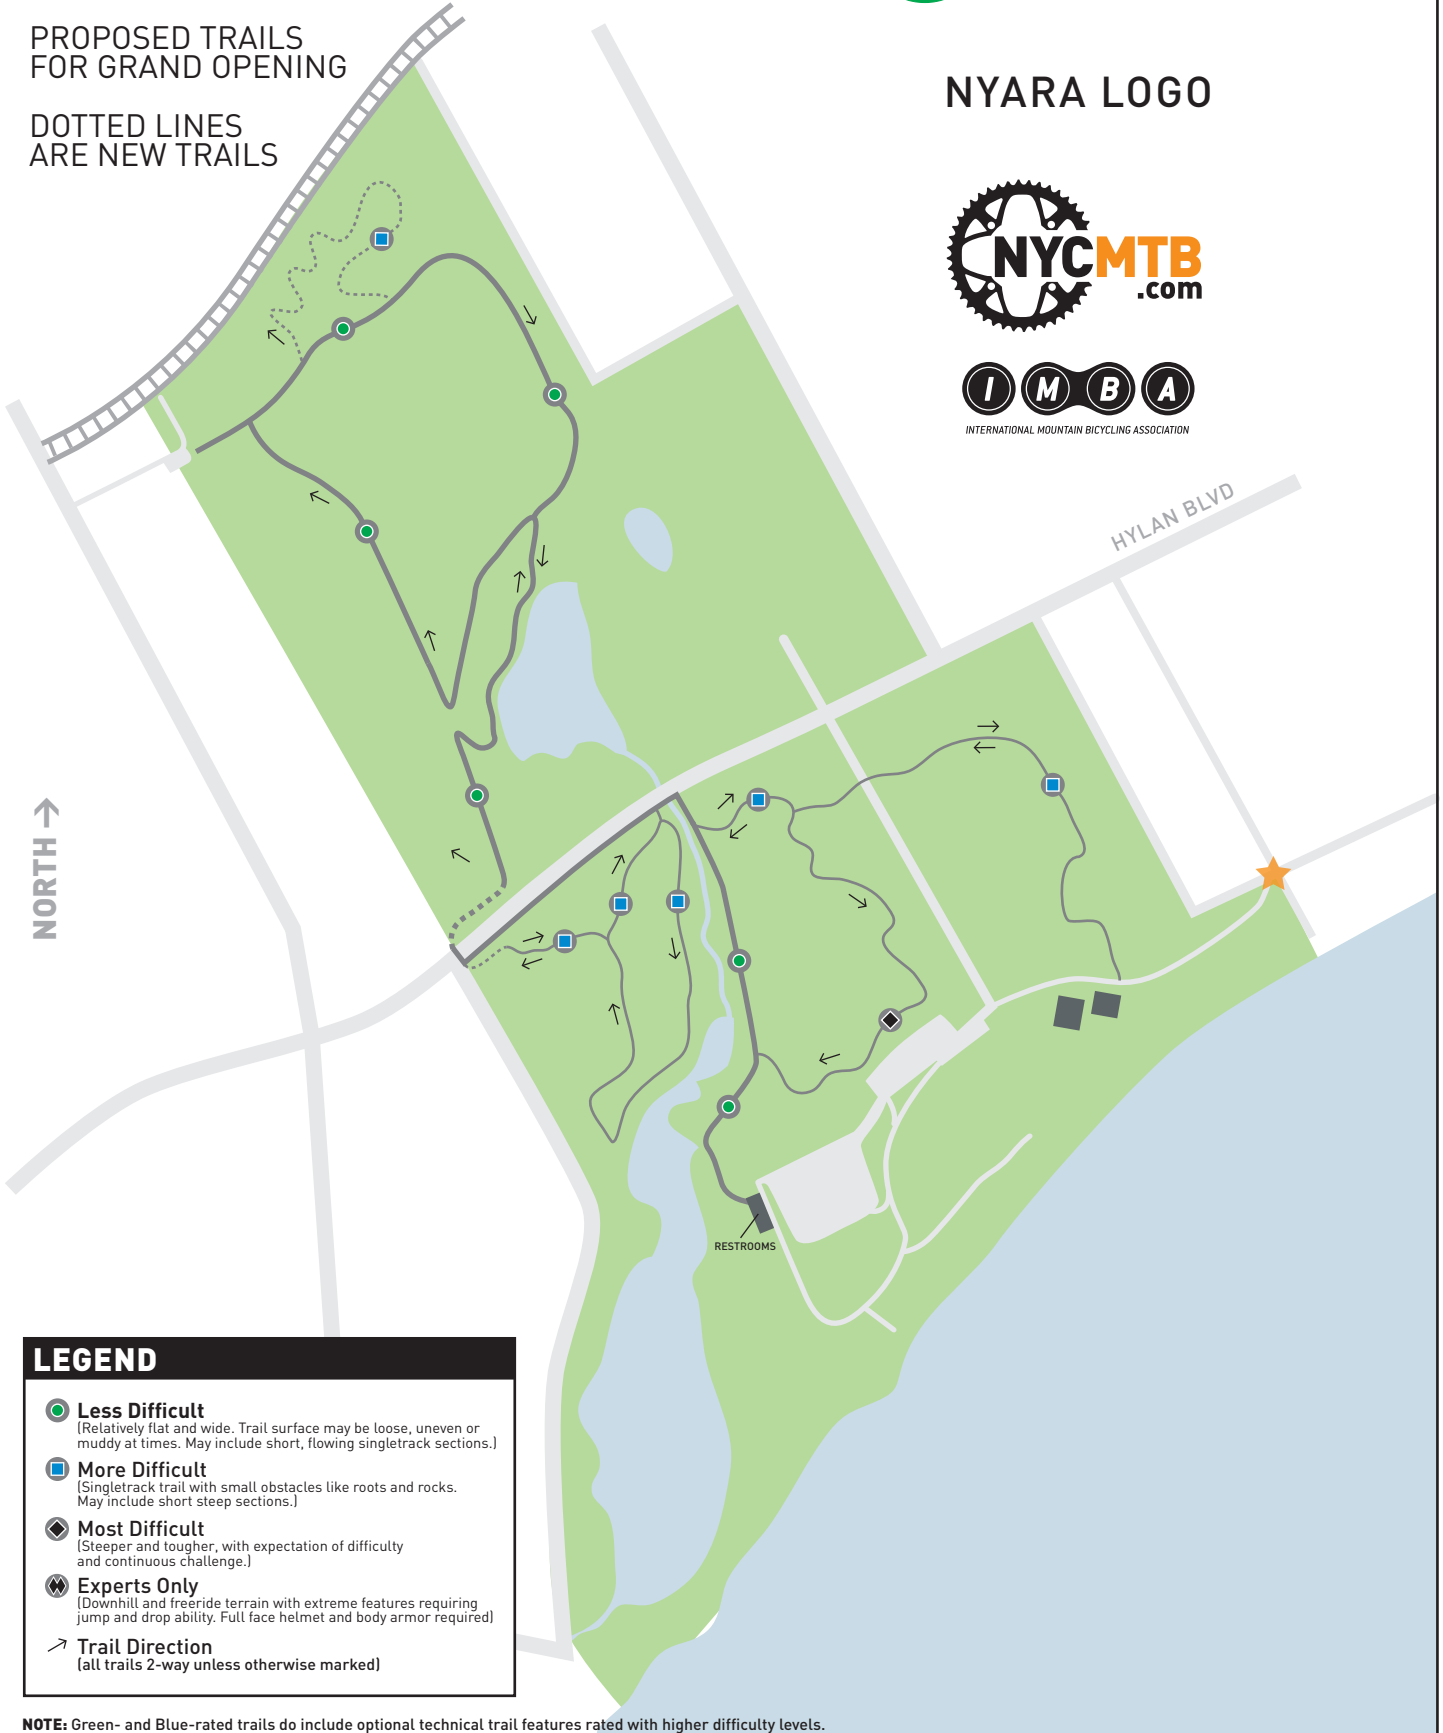 PROPOSED TRAILS
FOR GRAND OPENING
DOTTED LINES
ARE NEW TRAILS
NYARA LOGO
NYCMTB
.com
I M B A
INTERNATIONAL MOUNTAIN BICYCLING ASSOCIATION
HYLAN BLVD
NORTH
RESTROOMS
LEGEND
Less Difficult
(Relatively flat and wide. Trail surface may be loose, uneven or
muddy at times. May include short, flowing singletrack sections.)
More Difficult
(Singletrack trail with small obstacles like roots and rocks.
May include short steep sections.)
Most Difficult
(Steeper and tougher, with expectation of difficulty
and continuous challenge.)
Experts Only
(Downhill and freeride terrain with extreme features requiring
jump and drop ability. Full face helmet and body armor required)
Trail Direction
(all trails 2-way unless otherwise marked)
NOTE: Green- and Blue-rated trails do include optional technical trail features rated with higher difficulty levels.